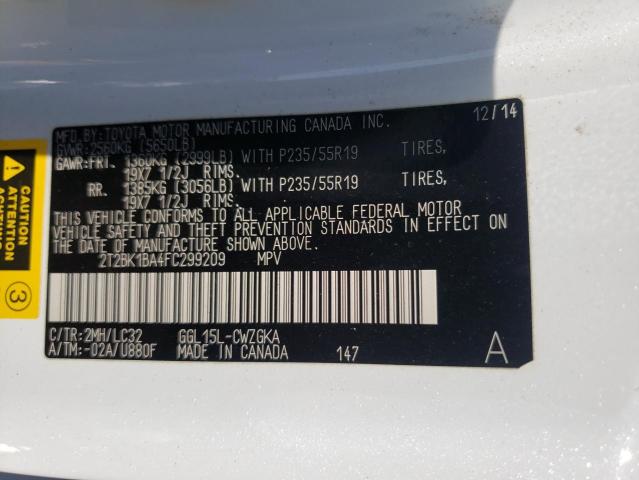 MFD.BY:TOYOTA MOTOR MANUFACTURING CANADA INC. 12/14
GVWR:2560KG (5650LB)
GAWR:FRT. 1360KG (2999LB) WITH P235/55R19 TIRES,
19X7 1/2J RIMS.
RR. 1385KG (3056LB) WITH P235/55R19 TIRES,
19X7 1/2J RIMS.
THIS VEHICLE CONFORMS TO ALL APPLICABLE FEDERAL MOTOR
VEHICLE SAFETY AND THEFT PREVENTION STANDARDS IN EFFECT ON
THE DATE OF MANUFACTURE SHOWN ABOVE.
2T2BK1BA4FC299209 MPV
C/TR:2MH/LC32 GGL15L-CWZGKA
A/TM:-02A/U880F MADE IN CANADA 147 A
3